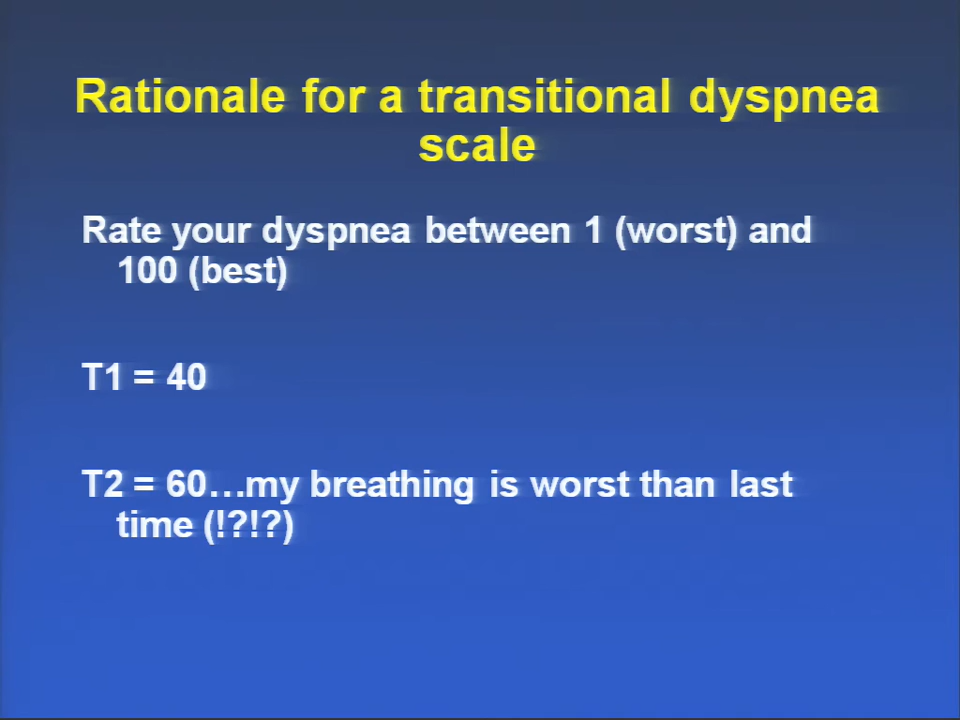 Rationale for a transitional dyspnea
scale
Rate your dyspnea between 1 (worst) and
100 (best)
T1 = 40
T2 = 60…my breathing is worst than last
time (!?!?)